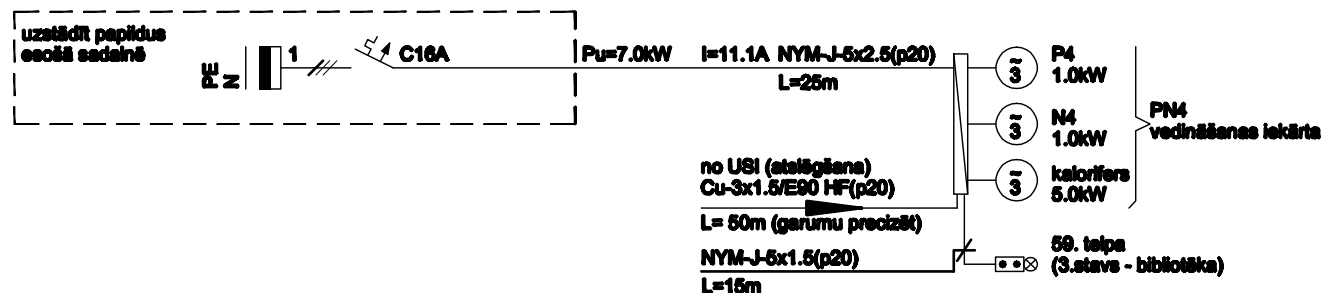 uzstādīt papildus
esošā sadalnē
PE
N
1
C16A
Pu=7.0kW
I=11.1A NYM-J-5x2.5(p20)
L=25m
~
3
P4
1.0kW
~
3
N4
1.0kW
~
3
kalorifers
5.0kW
PN4
vedināšanas iekārta
no USI (atslēgšana)
Cu-3x1.5/E90 HF(p20)
L= 50m (garumu precizēt)
NYM-J-5x1.5(p20)
L=15m
59. telpa
(3.stavs - bibliotēka)